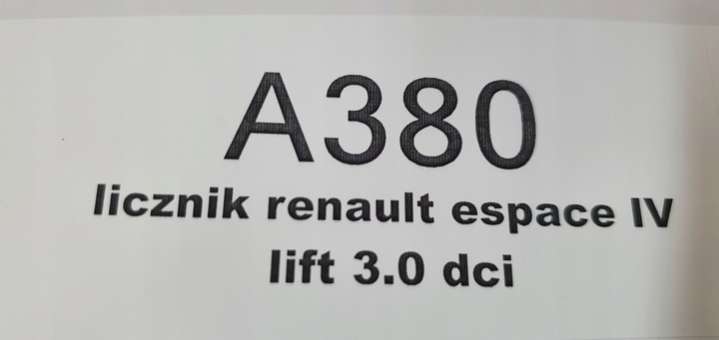 A380
licznik renault espace IV
lift 3.0 dci